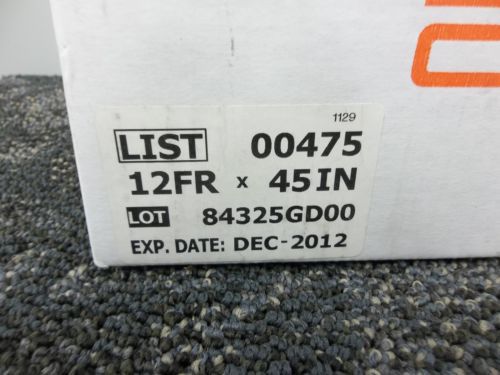 1129
LIST 00475
12FR x 45IN
LOT 84325GD00
EXP. DATE: DEC-2012